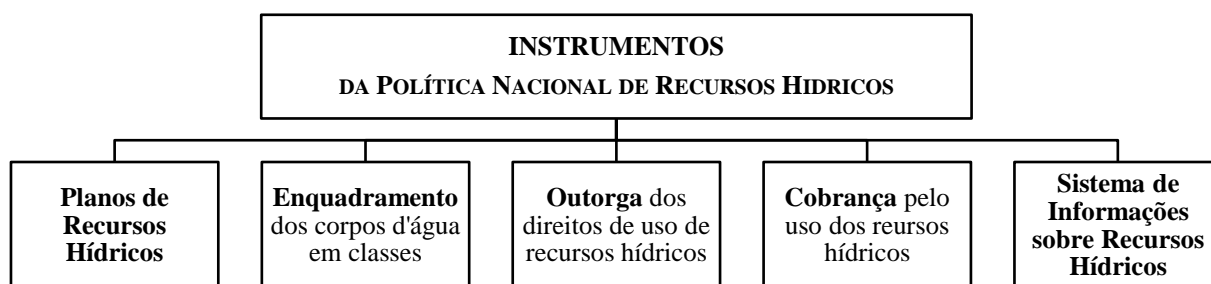 INSTRUMENTOS
DA POLÍTICA NACIONAL DE RECURSOS HIDRICOS
Planos de
Recursos
Hídricos
Enquadramento
dos corpos d'água
em classes
Outorga dos
direitos de uso de
recursos hídricos
Cobrança pelo
uso dos reursos
hídricos
Sistema de
Informações
sobre Recursos
Hídricos